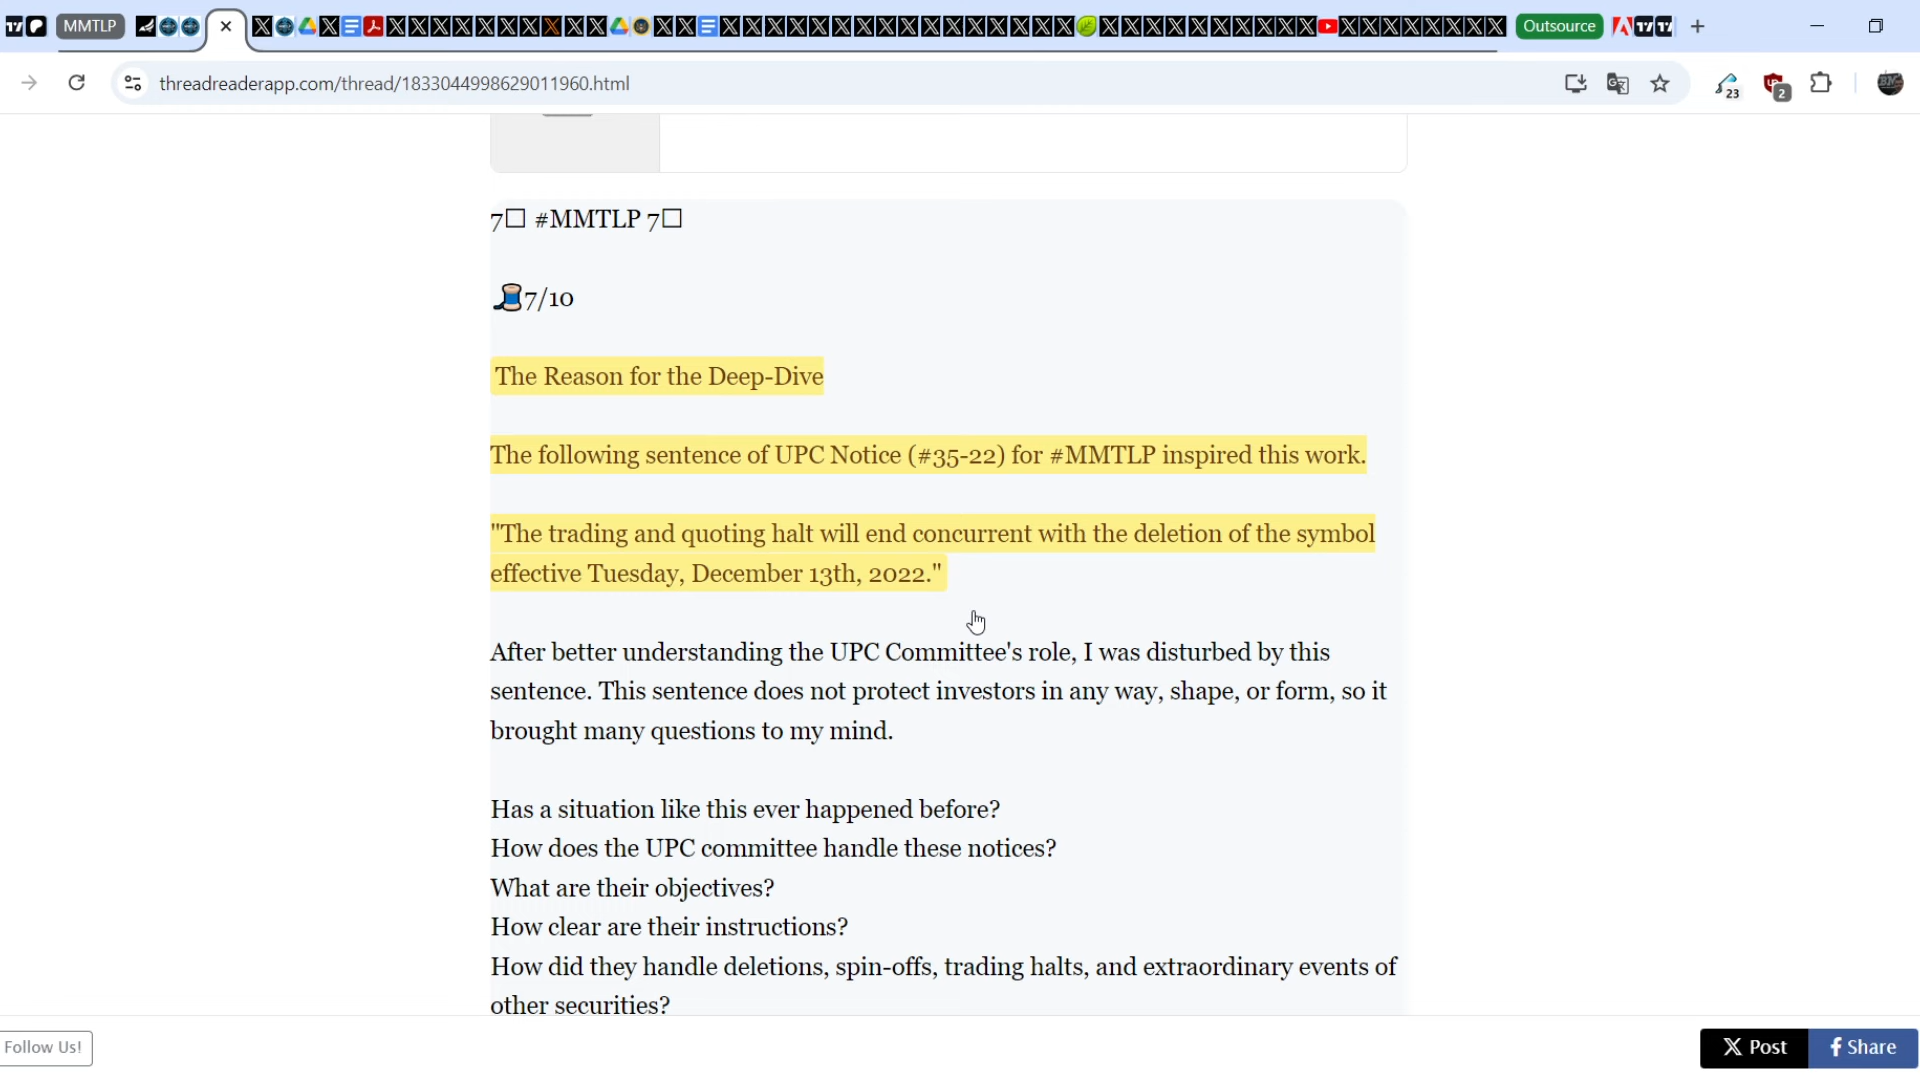 MMTLP
Outsource
threadreaderapp.com/thread/1833044998629011960.html
23
2
7□ #MMTLP 7□
7/10
The Reason for the Deep-Dive
The following sentence of UPC Notice (#35-22) for #MMTLP inspired this work.
"The trading and quoting halt will end concurrent with the deletion of the symbol
effective Tuesday, December 13th, 2022."
After better understanding the UPC Committee's role, I was disturbed by this
sentence. This sentence does not protect investors in any way, shape, or form, so it
brought many questions to my mind.
Has a situation like this ever happened before?
How does the UPC committee handle these notices?
What are their objectives?
How clear are their instructions?
How did they handle deletions, spin-offs, trading halts, and extraordinary events of
other securities?
Follow Us!
X Post
Share